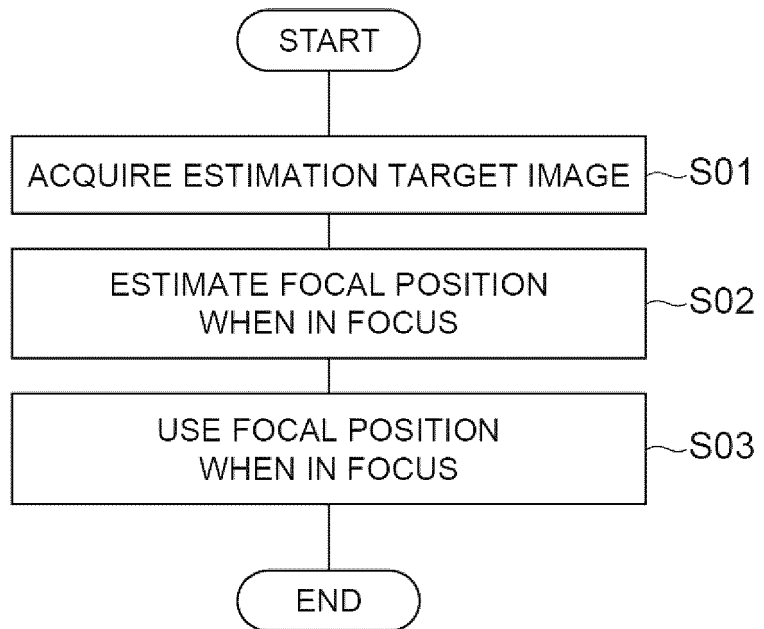 START
ACQUIRE ESTIMATION TARGET IMAGE
S01
ESTIMATE FOCAL POSITION
WHEN IN FOCUS
S02
USE FOCAL POSITION
WHEN IN FOCUS
S03
END